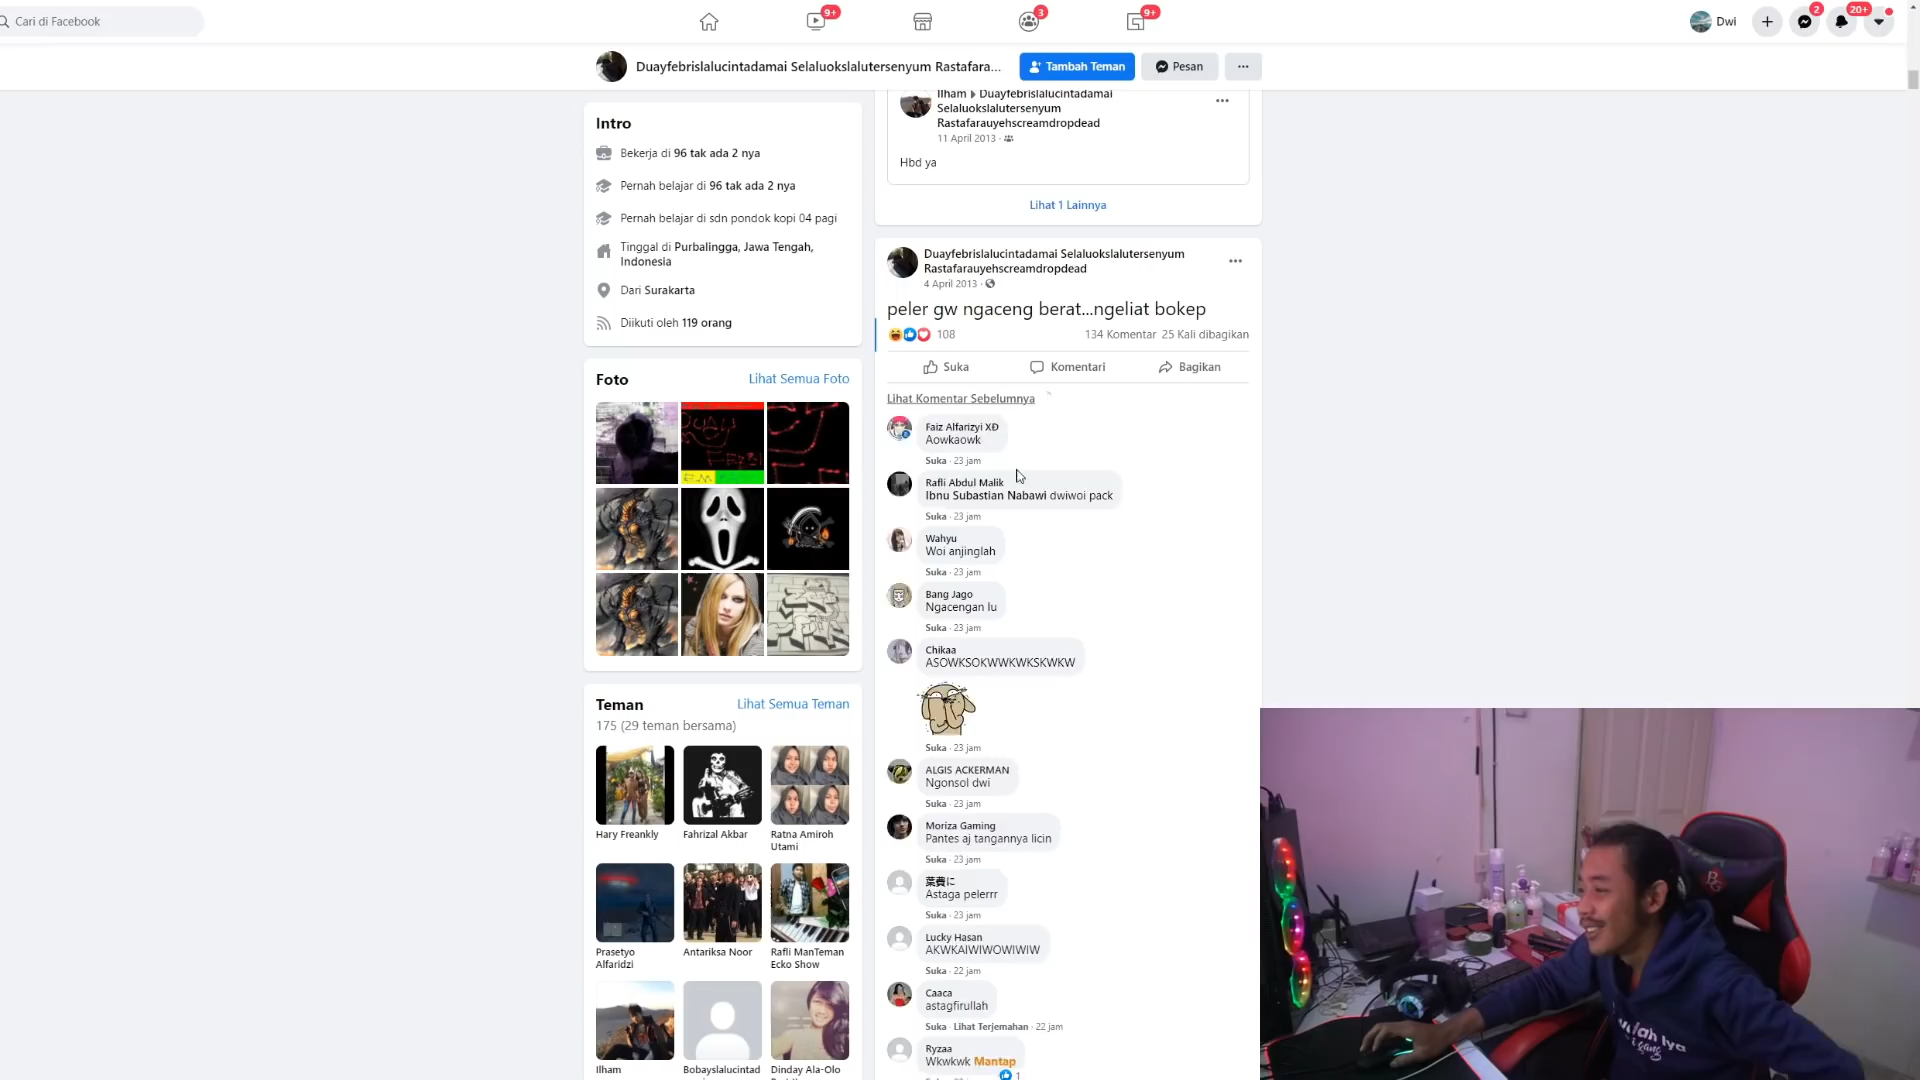 Cari di Facebook
9+
3
9+
Dwi
2
20+
Duayfebrislalucintadamai Selaluokslalutersenyum Rastafara...
Tambah Teman
Pesan
Intro
Bekerja di 96 tak ada 2 nya
Pernah belajar di 96 tak ada 2 nya
Pernah belajar di sdn pondok kopi 04 pagi
Tinggal di Purbalingga, Jawa Tengah,
Indonesia
Dari Surakarta
Diikuti oleh 119 orang
Foto
Lihat Semua Foto
Teman
Lihat Semua Teman
175 (29 teman bersama)
Hary Freankly
Fahrizal Akbar
Ratna Amiroh
Utami
Prasetyo
Alfaridzi
Antariksa Noor
Rafli ManTeman
Ecko Show
Ilham
Bobayslalucintad
Dinday Ala-Olo
Ilham ▸ Duayfebrislalucintadamai
Selaluokslalutersenyum
Rastafarauyehscreamdropdead
11 April 2013 ·
Hbd ya
Lihat 1 Lainnya
Duayfebrislalucintadamai Selaluokslalutersenyum
Rastafarauyehscreamdropdead
4 April 2013 ·
peler gw ngaceng berat...ngeliat bokep
108
134 Komentar 25 Kali dibagikan
Suka
Komentari
Bagikan
Lihat Komentar Sebelumnya
Faiz Alfarizyi XĐ
Aowkaowk
Suka · 23 jam
Rafli Abdul Malik
Ibnu Subastian Nabawi dwiwoi pack
Suka · 23 jam
Wahyu
Woi anjinglah
Suka · 23 jam
Bang Jago
Ngacengan lu
Suka · 23 jam
Chikaa
ASOWKSOKWWKWKSKWKW
Suka · 23 jam
ALGIS ACKERMAN
Ngonsol dwi
Suka · 23 jam
Moriza Gaming
Pantes aj tangannya licin
Suka · 23 jam
葉費に
Astaga pelerrr
Suka · 23 jam
Lucky Hasan
AKWKAIWIWOWIWIW
Suka · 22 jam
Caaca
astagfirullah
Suka · Lihat Terjemahan · 22 jam
Ryzaa
Wkwkwk Mantap
1